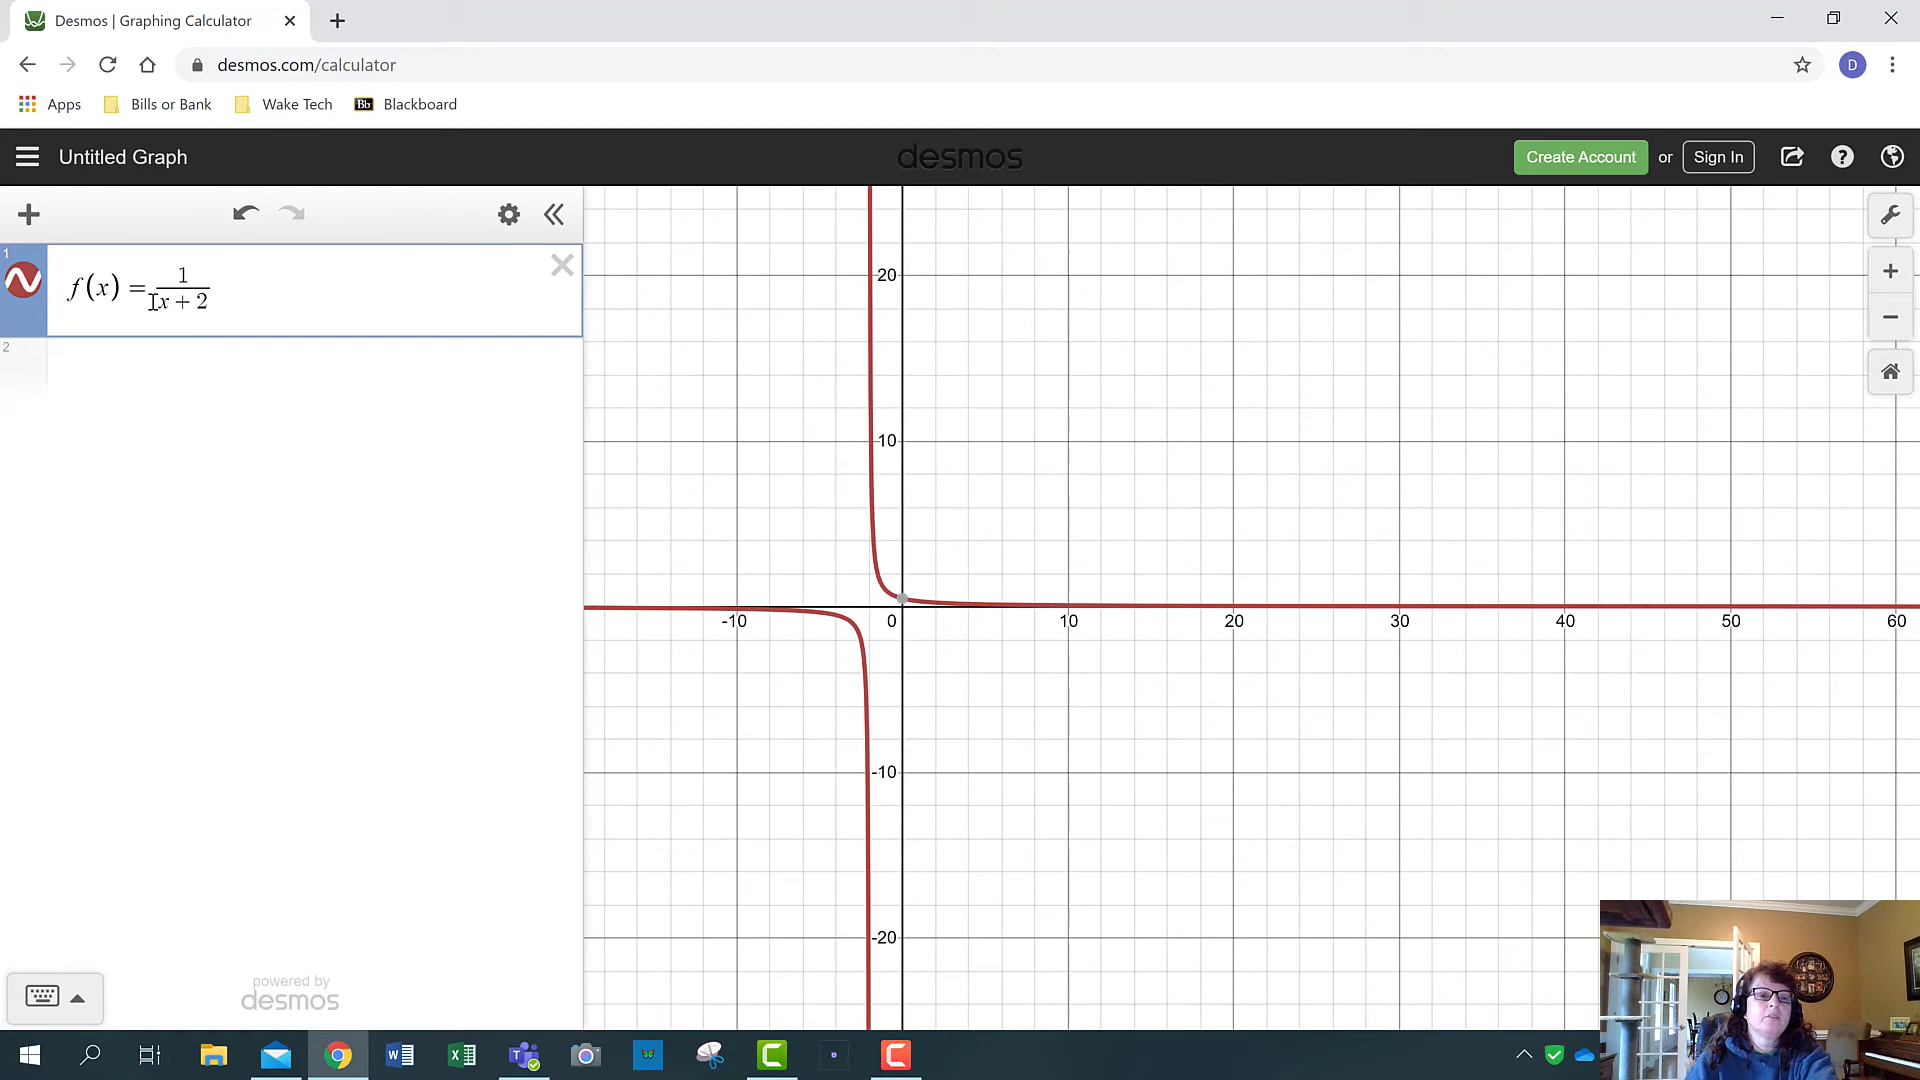 Desmos | Graphing Calculator
desmos.com/calculator
D
Apps
Bills or Bank
Wake Tech
Bb Blackboard
Untitled Graph
desmos
Create Account or Sign In
1
f(x) = 1
x + 2
2
20
10
-10 0 10 20 30 40 50 60
-10
-20
powered by
desmos